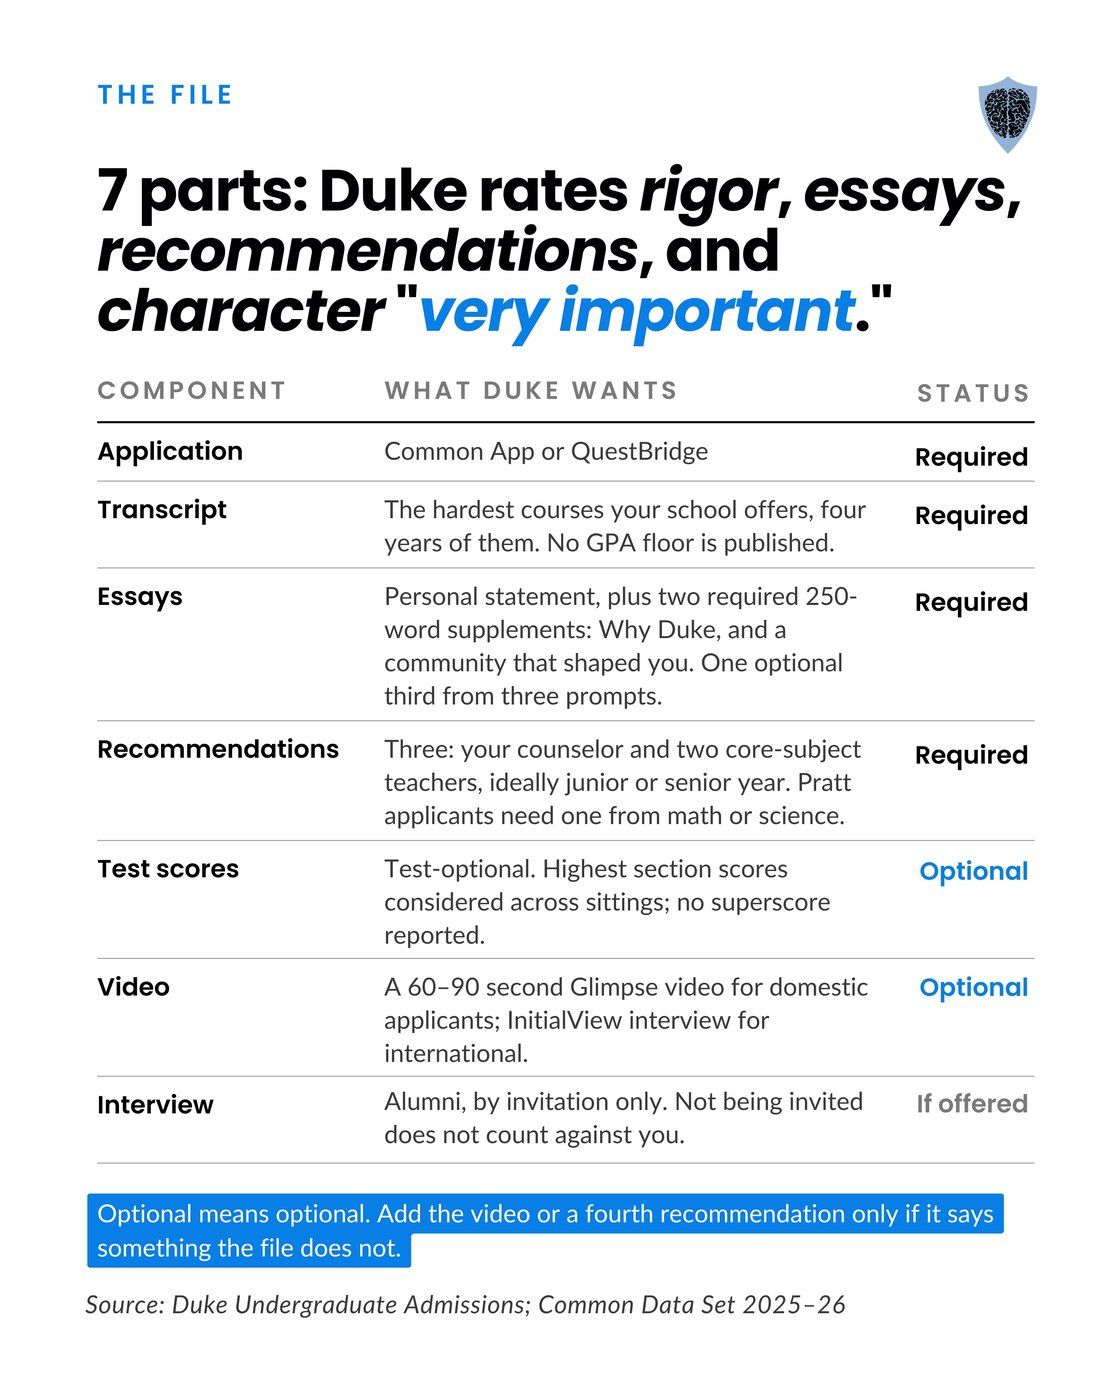 THE FILE
7 parts: Duke rates rigor, essays,
recommendations, and
character "very important."
COMPONENT WHAT DUKE WANTS STATUS
Application Common App or QuestBridge Required
Transcript The hardest courses your school offers, four Required
years of them. No GPA floor is published.
Essays Personal statement, plus two required 250- Required
word supplements: Why Duke, and a
community that shaped you. One optional
third from three prompts.
Recommendations Three: your counselor and two core-subject Required
teachers, ideally junior or senior year. Pratt
applicants need one from math or science.
Test scores Test-optional. Highest section scores Optional
considered across sittings; no superscore
reported.
Video A 60–90 second Glimpse video for domestic Optional
applicants; InitialView interview for
international.
Interview Alumni, by invitation only. Not being invited If offered
does not count against you.
Optional means optional. Add the video or a fourth recommendation only if it says
something the file does not.
Source: Duke Undergraduate Admissions; Common Data Set 2025–26